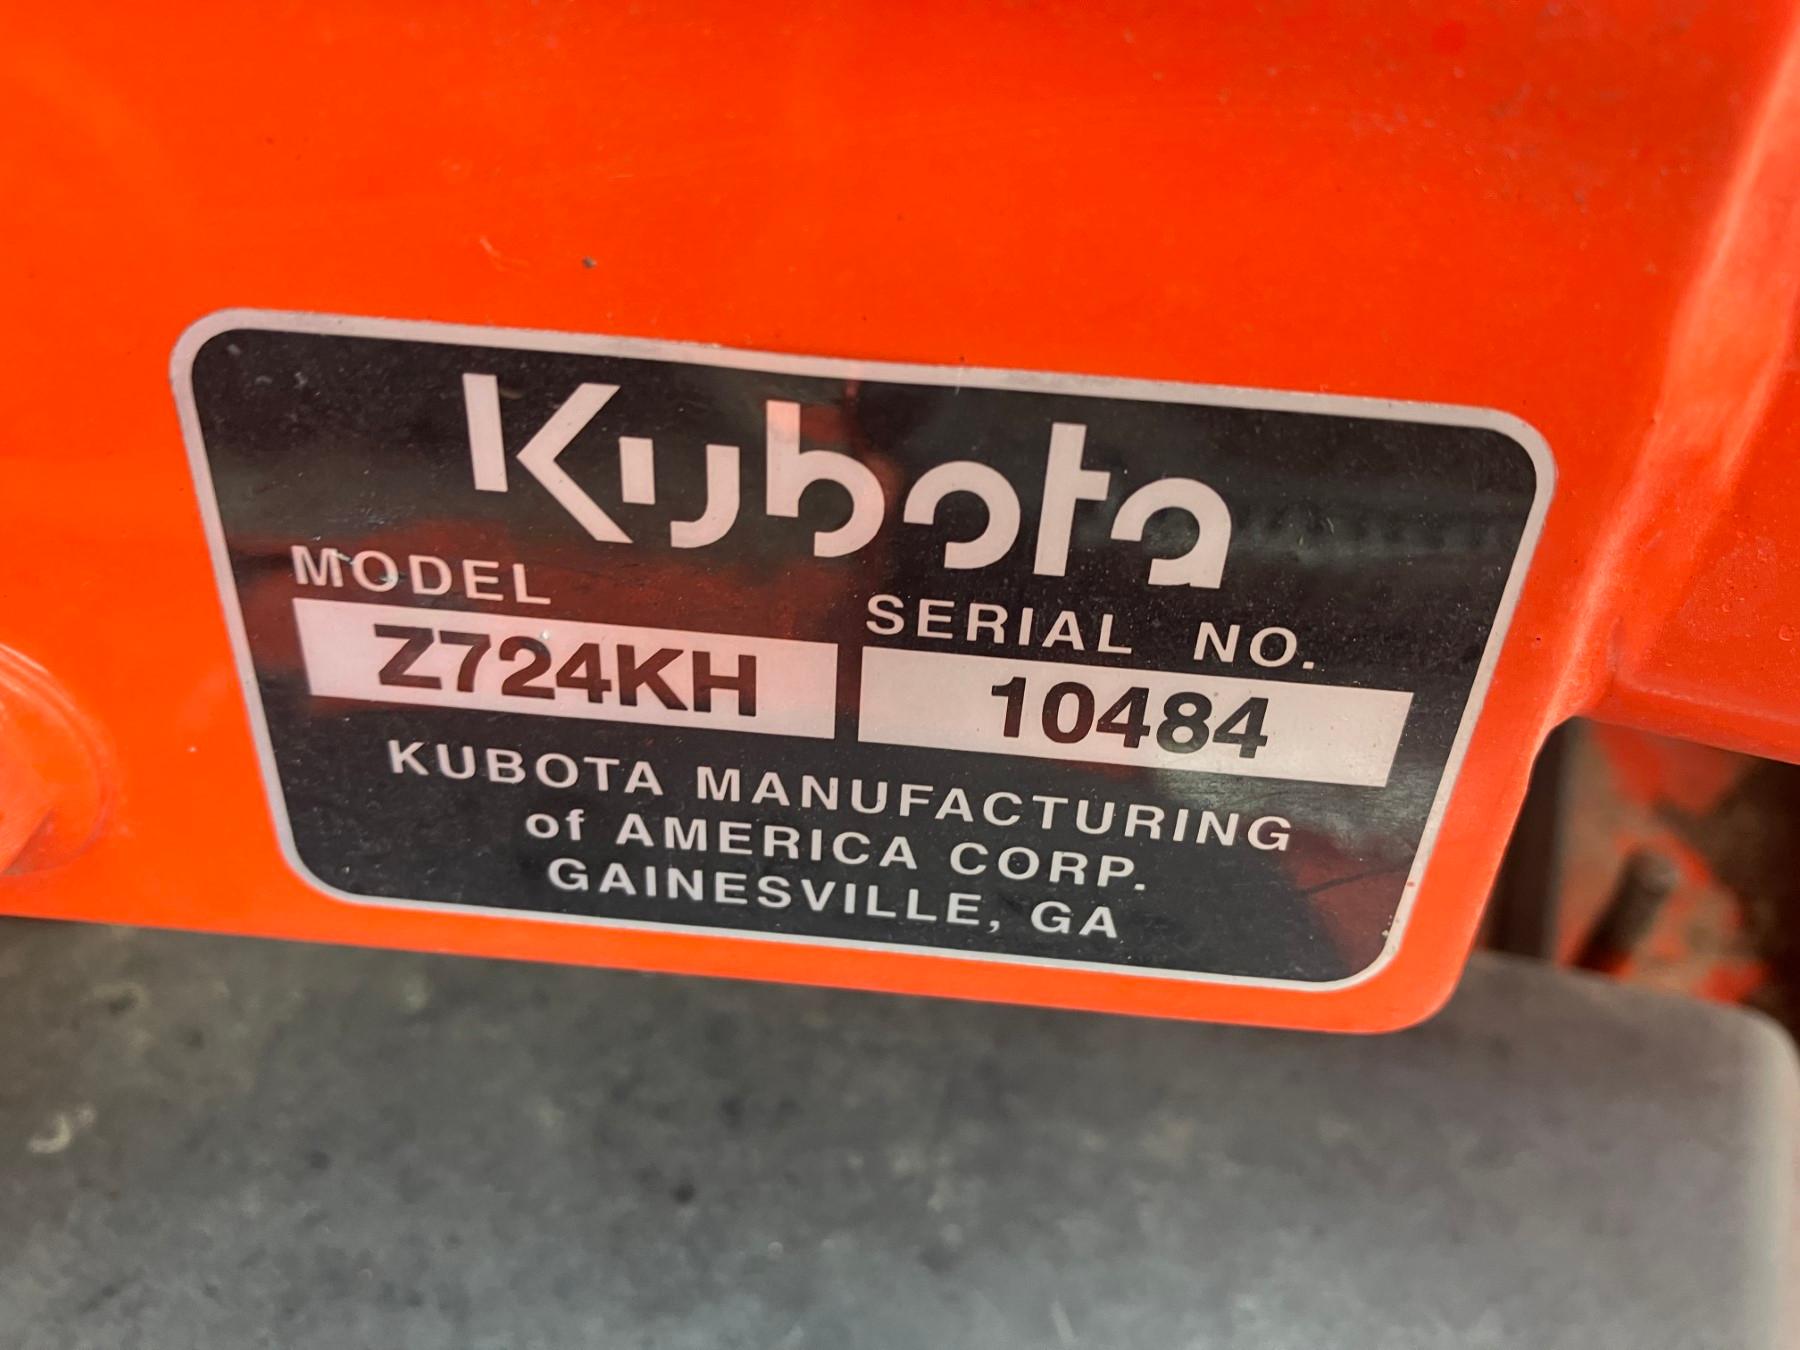 Kubota
MODEL SERIAL NO.
Z724KH 10484
KUBOTA MANUFACTURING
of AMERICA CORP.
GAINESVILLE, GA